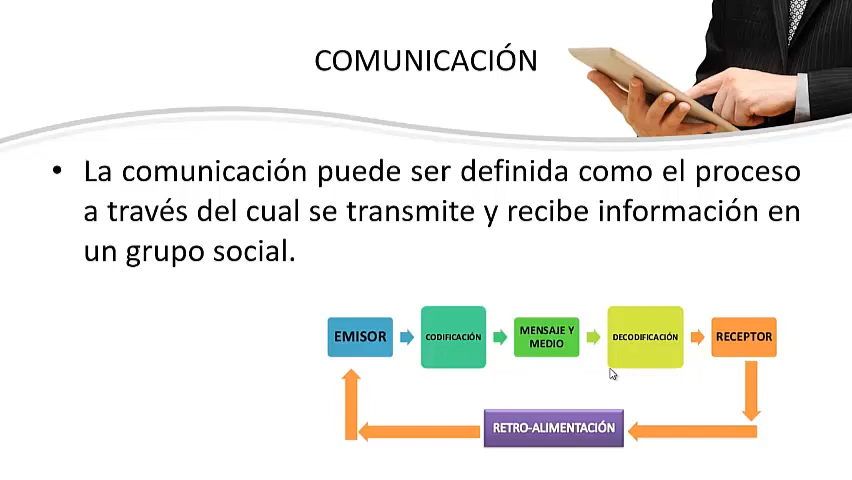 COMUNICACIÓN
• La comunicación puede ser definida como el proceso
a través del cual se transmite y recibe información en
un grupo social.
EMISOR
CODIFICACIÓN
MENSAJE Y
MEDIO
DECODIFICACIÓN
RECEPTOR
RETRO-ALIMENTACIÓN